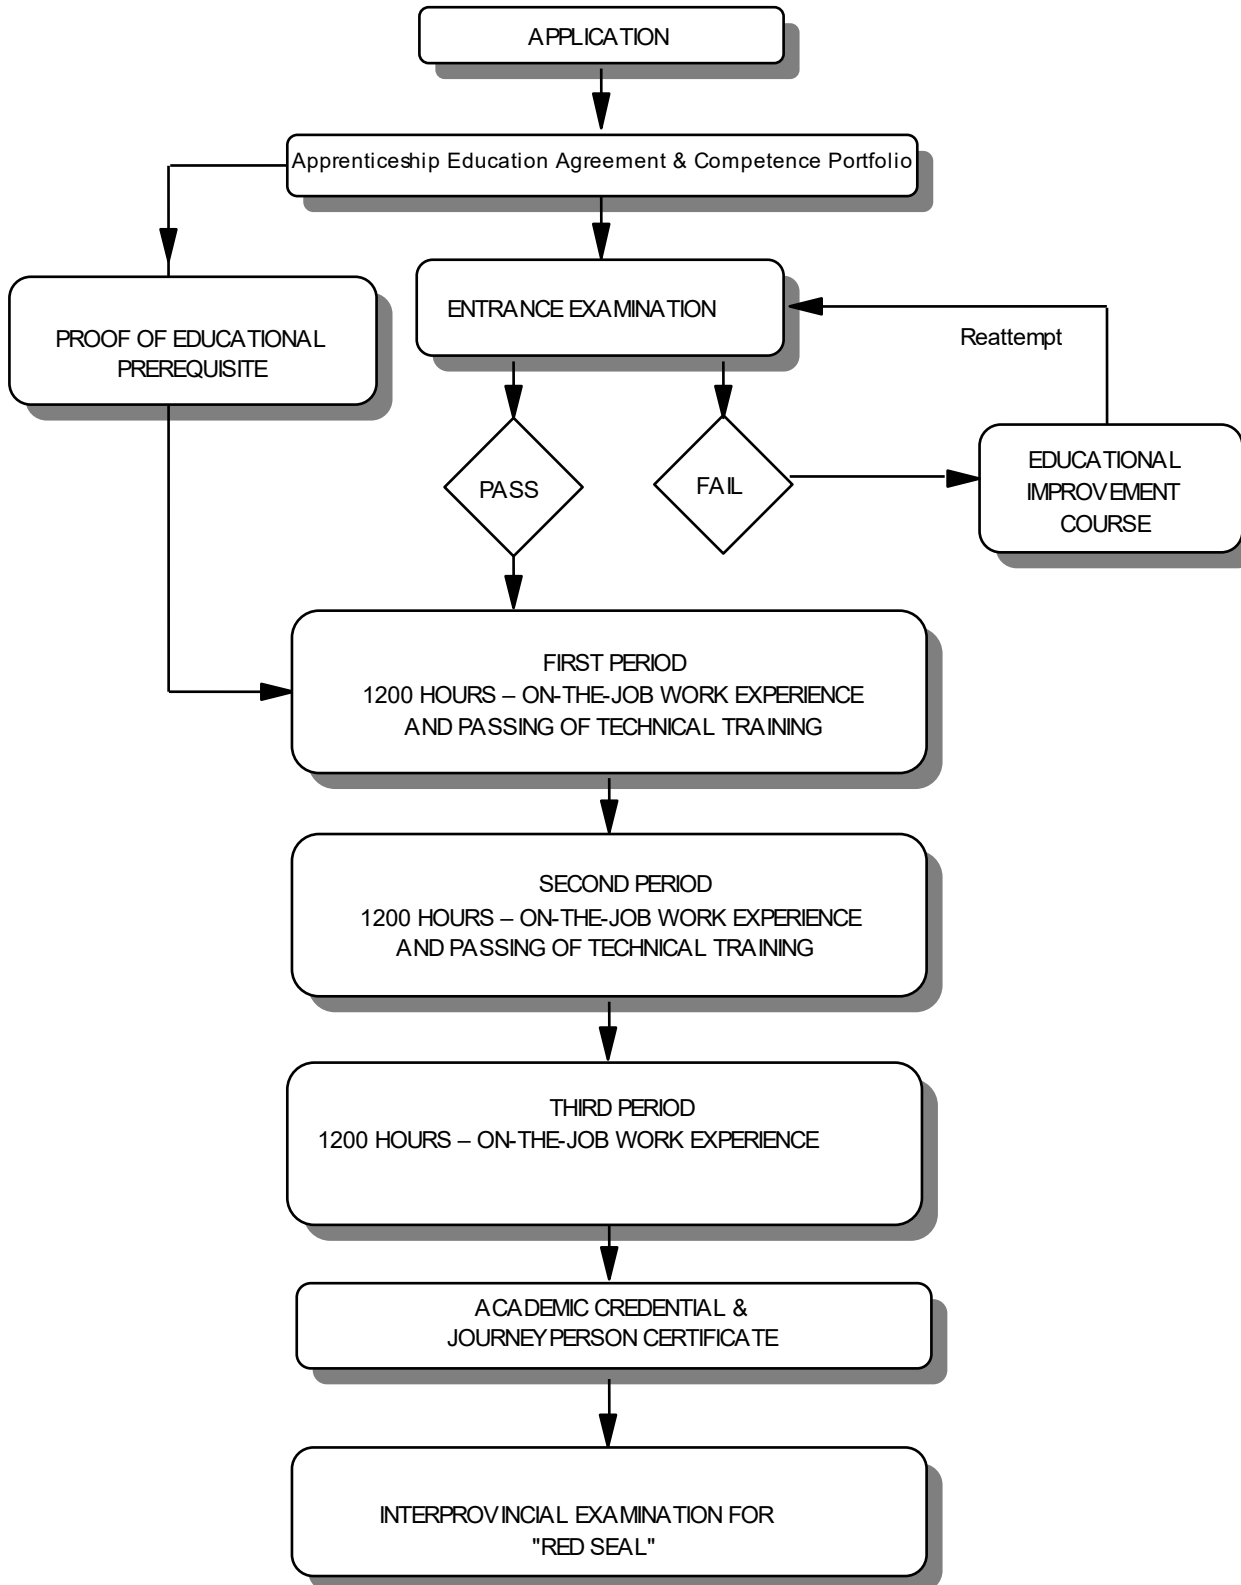 APPLICATION
Apprenticeship Education Agreement & Competence Portfolio
ENTRANCE EXAMINATION
Reattempt
PROOF OF EDUCATIONAL
PREREQUISITE
PASS
FAIL
EDUCATIONAL
IMPROVEMENT
COURSE
FIRST PERIOD
1200 HOURS – ON-THE-JOB WORK EXPERIENCE
AND PASSING OF TECHNICAL TRAINING
SECOND PERIOD
1200 HOURS – ON-THE-JOB WORK EXPERIENCE
AND PASSING OF TECHNICAL TRAINING
THIRD PERIOD
1200 HOURS – ON-THE-JOB WORK EXPERIENCE
ACADEMIC CREDENTIAL &
JOURNEYPERSON CERTIFICATE
INTERPROVINCIAL EXAMINATION FOR
"RED SEAL"